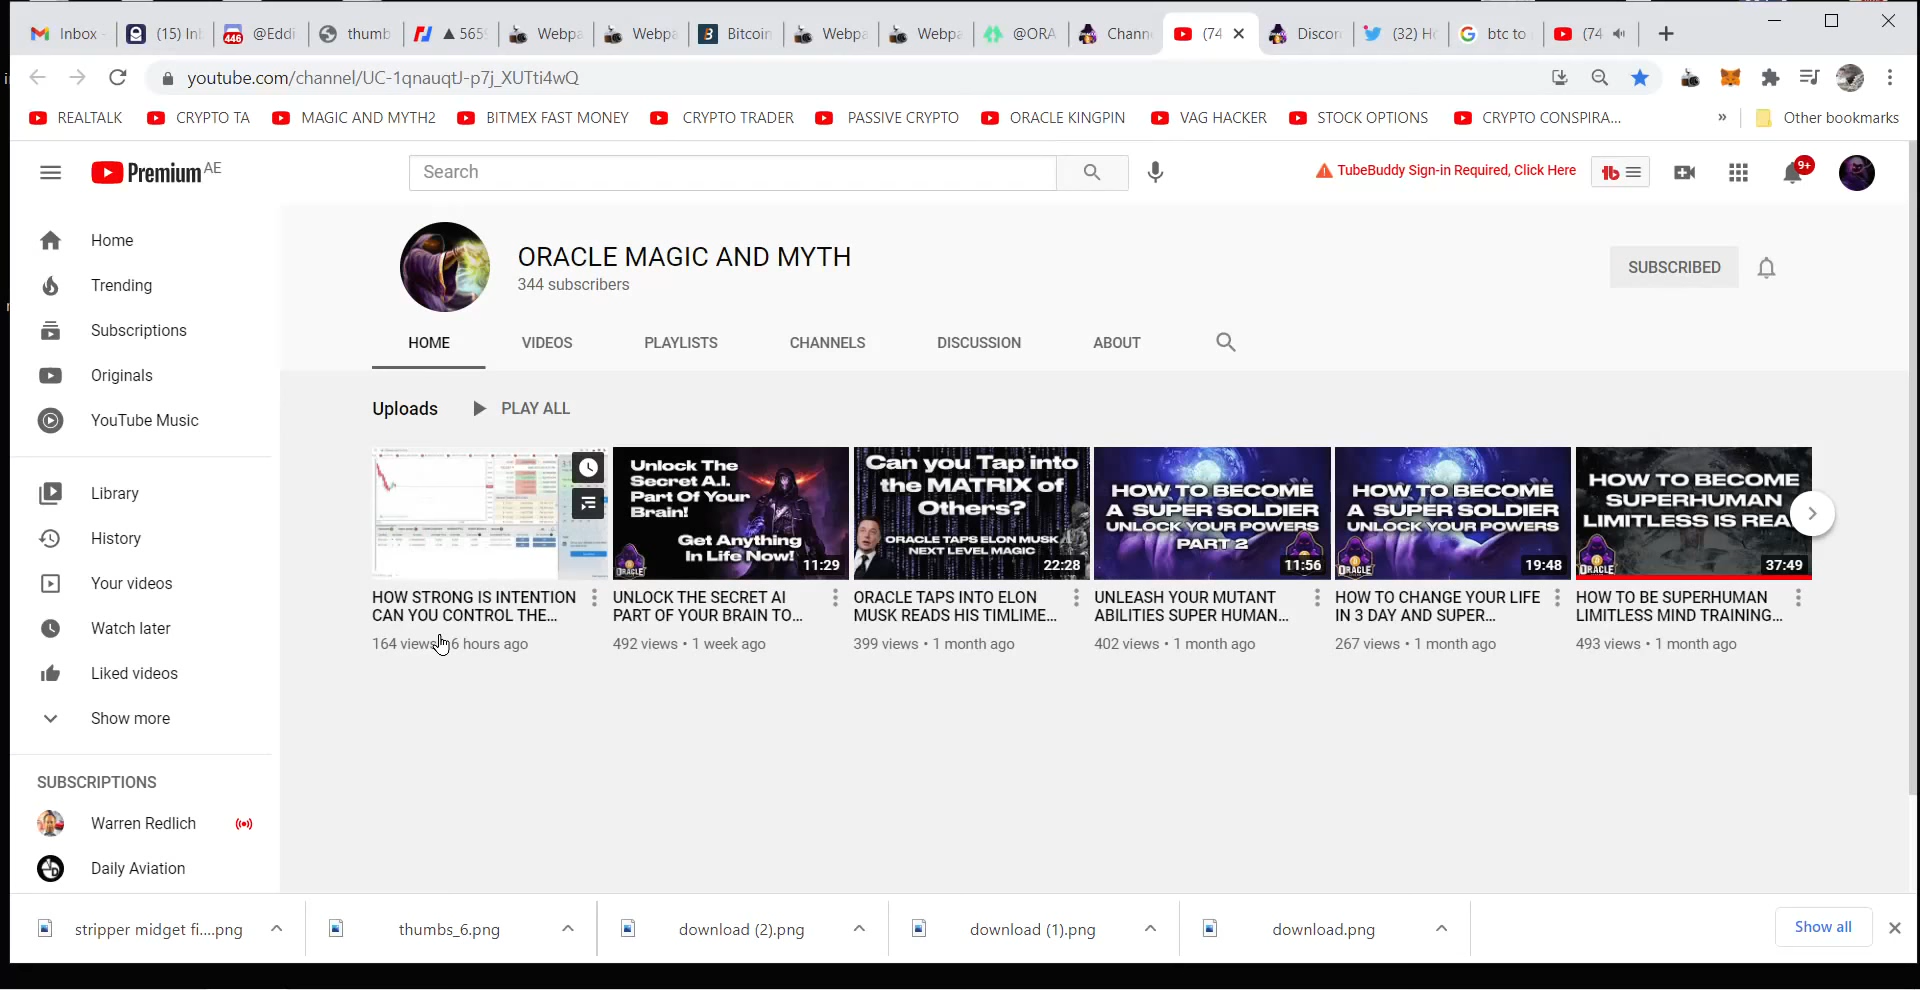 Inbox
(15) In
446
@Eddi
thumb
▲ 565
Webpa
Webpa
Bitcoin
Webpa
Webpa
@ORA
Chann
(74
Discor
(32) H
btc to
(74
youtube.com/channel/UC-1qnauqtJ-p7j_XUTti4wQ
REALTALK
CRYPTO TA
MAGIC AND MYTH2
BITMEX FAST MONEY
CRYPTO TRADER
PASSIVE CRYPTO
ORACLE KINGPIN
VAG HACKER
STOCK OPTIONS
CRYPTO CONSPIRA...
»
Other bookmarks
Premium AE
Search
TubeBuddy Sign-in Required, Click Here
tb
9+
Home
Trending
Subscriptions
Originals
YouTube Music
Library
History
Your videos
Watch later
Liked videos
Show more
SUBSCRIPTIONS
Warren Redlich
Daily Aviation
ORACLE MAGIC AND MYTH
344 subscribers
SUBSCRIBED
HOME
VIDEOS
PLAYLISTS
CHANNELS
DISCUSSION
ABOUT
Uploads
PLAY ALL
HOW STRONG IS INTENTION
CAN YOU CONTROL THE...
164 views
6 hours ago
Unlock The
Secret A.I.
Part Of Your
Brain!
Get Anything
In Life Now!
ORACLE
11:29
UNLOCK THE SECRET AI
PART OF YOUR BRAIN TO...
492 views • 1 week ago
Can you Tap into
the MATRIX of
Others?
ORACLE TAPS ELON MUSK
NEXT LEVEL MAGIC
22:28
ORACLE TAPS INTO ELON
MUSK READS HIS TIMLIME...
399 views • 1 month ago
HOW TO BECOME
A SUPER SOLDIER
UNLOCK YOUR POWERS
PART 2
11:56
UNLEASH YOUR MUTANT
ABILITIES SUPER HUMAN...
402 views • 1 month ago
HOW TO BECOME
A SUPER SOLDIER
UNLOCK YOUR POWERS
ORACLE
19:48
HOW TO CHANGE YOUR LIFE
IN 3 DAY AND SUPER...
267 views • 1 month ago
HOW TO BECOME
SUPERHUMAN
LIMITLESS IS REA
ORACLE
37:49
HOW TO BE SUPERHUMAN
LIMITLESS MIND TRAINING...
493 views • 1 month ago
stripper midget fi....png
thumbs_6.png
download (2).png
download (1).png
download.png
Show all